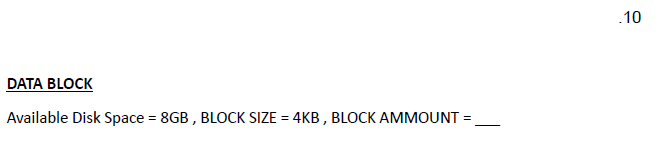 .10
DATA BLOCK
Available Disk Space = 8GB , BLOCK SIZE = 4KB , BLOCK AMMOUNT = ___